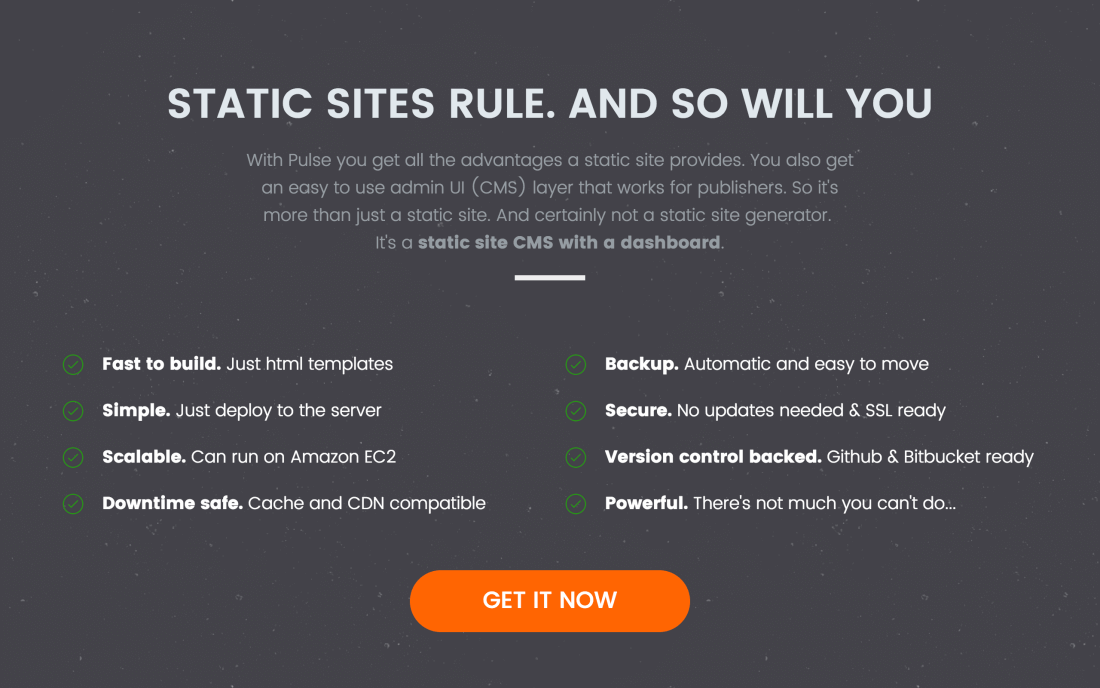 STATIC SITES RULE. AND SO WILL YOU
With Pulse you get all the advantages a static site provides. You also get
an easy to use admin UI (CMS) layer that works for publishers. So it's
more than just a static site. And certainly not a static site generator.
It's a static site CMS with a dashboard.
Fast to build. Just html templates
Simple. Just deploy to the server
Scalable. Can run on Amazon EC2
Downtime safe. Cache and CDN compatible
Backup. Automatic and easy to move
Secure. No updates needed & SSL ready
Version control backed. Github & Bitbucket ready
Powerful. There's not much you can't do...
GET IT NOW